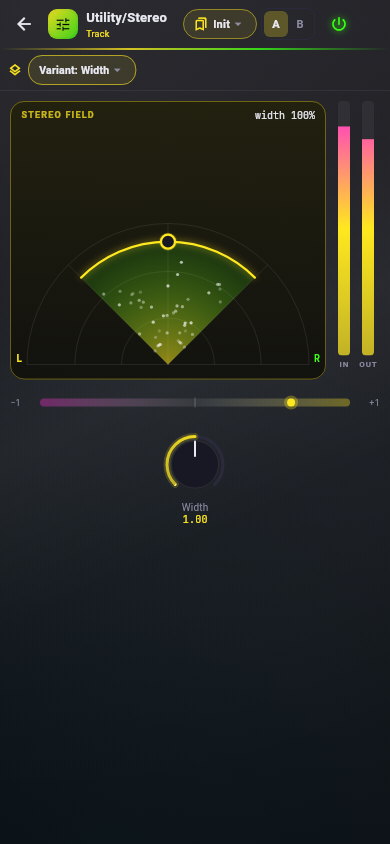 Utility/Stereo
Track
Init
A
B
Variant: Width
STEREO FIELD
width 100%
L
R
IN
OUT
-1
+1
Width
1.00